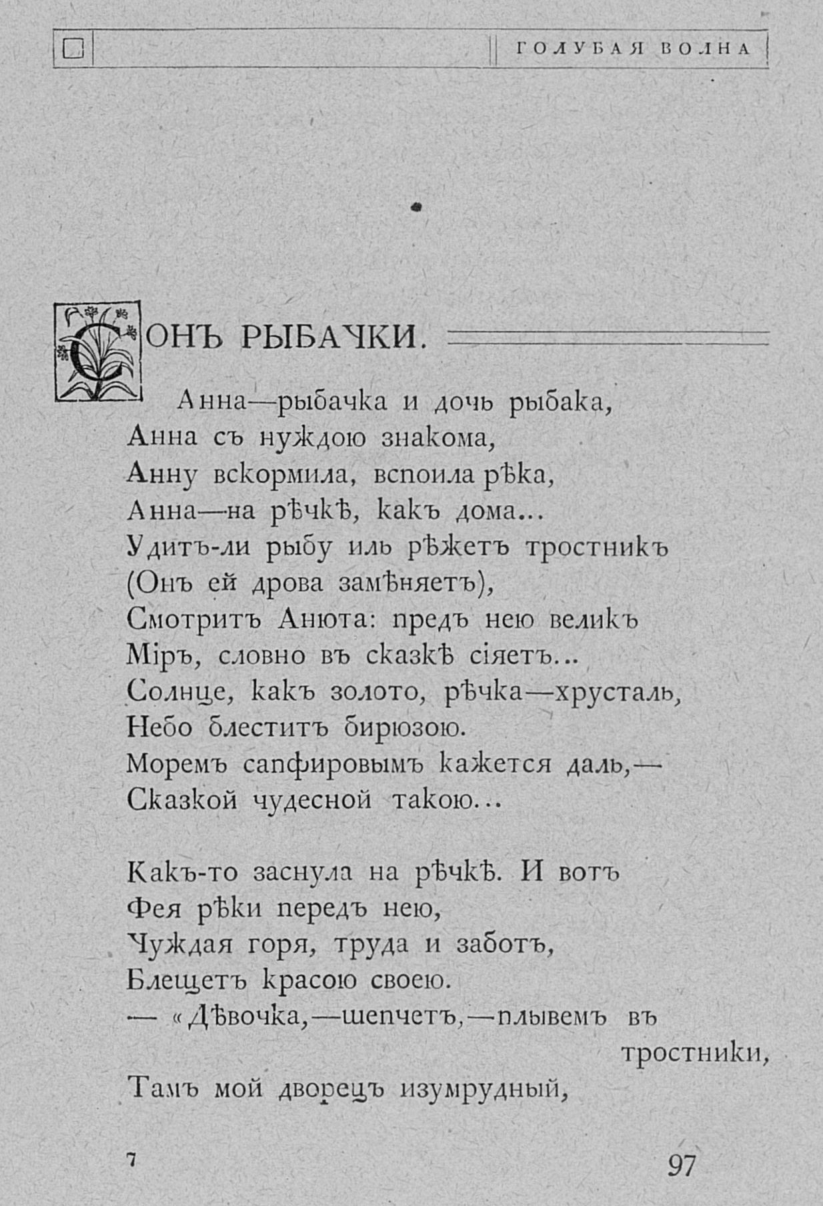 ГОЛУБАЯ ВОЛНА
СОНЪ РЫБАЧКИ.
Анна—рыбачка и дочь рыбака,
Анна съ нуждою знакома,
Анну вскормила, вспоила рѣка,
Анна—на рѣчкѣ, какъ дома...
Удитъ-ли рыбу иль рѣжетъ тростникъ
(Онъ ей дрова замѣняетъ),
Смотритъ Анюта: предъ нею великъ
Міръ, словно въ сказкѣ сіяетъ...
Солнце, какъ золото, рѣчка—хрусталь,
Небо блеститъ бирюзою.
Моремъ сапфировымъ кажется даль,—
Сказкой чудесной такою...
Какъ-то заснула на рѣчкѣ. И вотъ
Фея рѣки передъ нею,
Чуждая горя, труда и заботъ,
Блещетъ красою своею.
— «Дѣвочка,—шепчетъ,—плывемъ въ
тростники,
Тамъ мой дворецъ изумрудный,
7
97